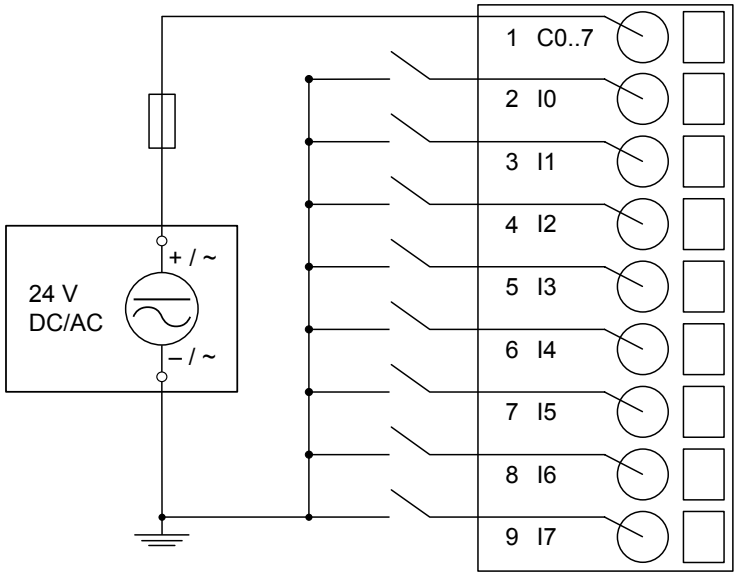 1 C0..7
2 I0
3 I1
4 I2
+ / ~
5 I3
24 V
DC/AC
6 I4
– / ~
7 I5
8 I6
9 I7